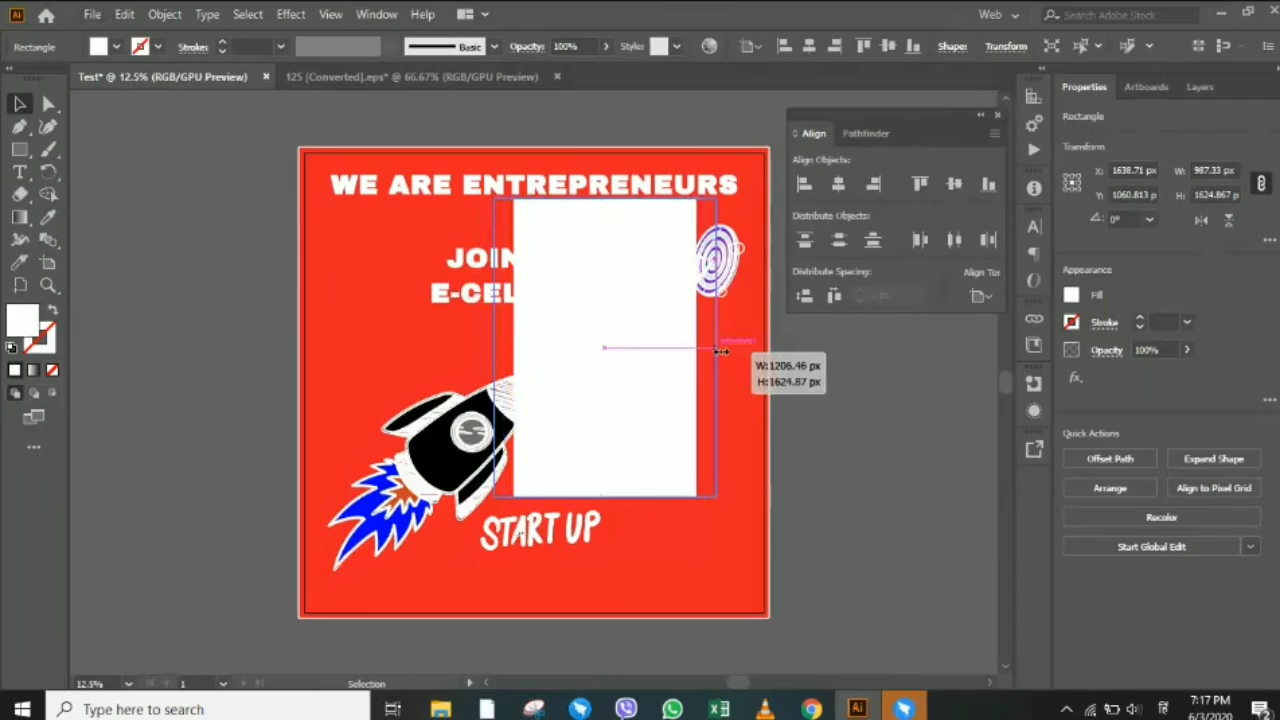 Ai File Edit Object Type Select Effect View Window Help Web Search Adobe Stock
Rectangle Strokes: Basic Opacity: 100% Style: Shape: Transform
Test* @ 12.5% (RGB/GPU Preview) × 125 [Converted].eps* @ 66.67% (RGB/GPU Preview) ×
Properties Artboards Layers
Rectangle
Transform
X: 1638.71 px W: 987.33 px
Y: 1060.813 p H: 1624.867 p
0°
Appearance
Fill
Stroke
Opacity 100%
fx
Quick Actions
Offset Path Expand Shape
Arrange Align to Pixel Grid
Recolor
Start Global Edit
Align Pathfinder
Align Objects:
Distribute Objects:
Distribute Spacing: Align To:
WE ARE ENTREPRENEURS
JOIN
E-CEL
START UP
W:1206.46 px
H:1624.87 px
12.5% 1 Selection
Type here to search
7:17 PM
6/3/2020